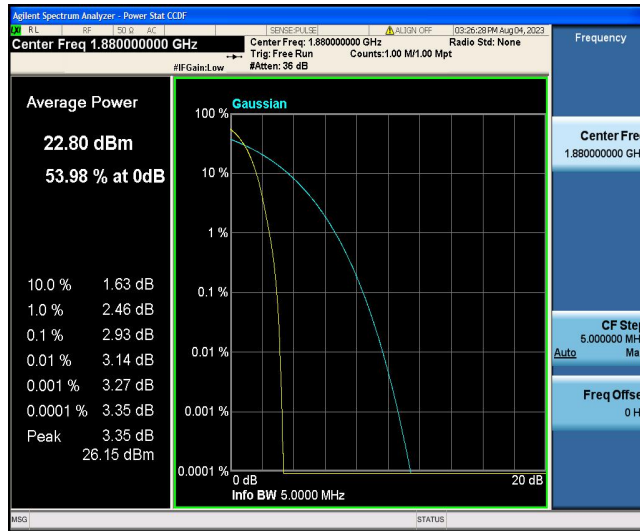 Agilent Spectrum Analyzer - Power Stat CCDF
LXI RL RF 50 Ω AC SENSE:PULSE ALIGN OFF 03:26:28 PM Aug 04, 2023
Center Freq 1.880000000 GHz
Center Freq: 1.880000000 GHz Radio Std: None
Trig: Free Run Counts:1.00 M/1.00 Mpt
#IFGain:Low #Atten: 36 dB
Frequency
Average Power
22.80 dBm
53.98 % at 0dB
10.0 % 1.63 dB
1.0 % 2.46 dB
0.1 % 2.93 dB
0.01 % 3.14 dB
0.001 % 3.27 dB
0.0001 % 3.35 dB
Peak 3.35 dB
26.15 dBm
Gaussian
100 %
10 %
1 %
0.1 %
0.01 %
0.001 %
0.0001 %
0 dB 20 dB
Info BW 5.0000 MHz
Center Fre
1.880000000 GH
CF Ste
5.000000 MH
Auto Ma
Freq Offse
0 H
MSG STATUS